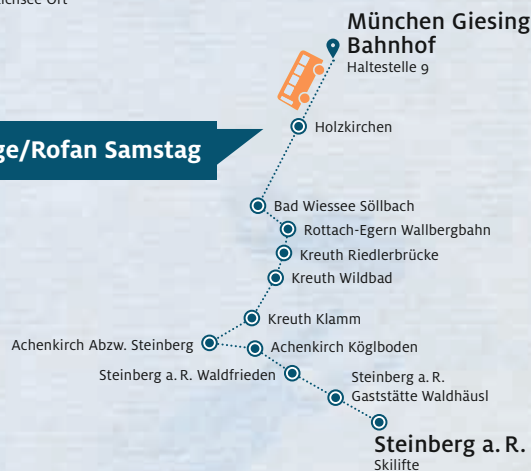 München Giesing
Bahnhof
Haltestelle 9
Holzkirchen
ge/Rofan Samstag
Bad Wiessee Söllbach
Rottach-Egern Wallbergbahn
Kreuth Riedlerbrücke
Kreuth Wildbad
Kreuth Klamm
Achenkirch Abzw. Steinberg
Achenkirch Köglboden
Steinberg a. R. Waldfrieden
Steinberg a. R.
Gaststätte Waldhäusl
Steinberg a. R.
Skilifte